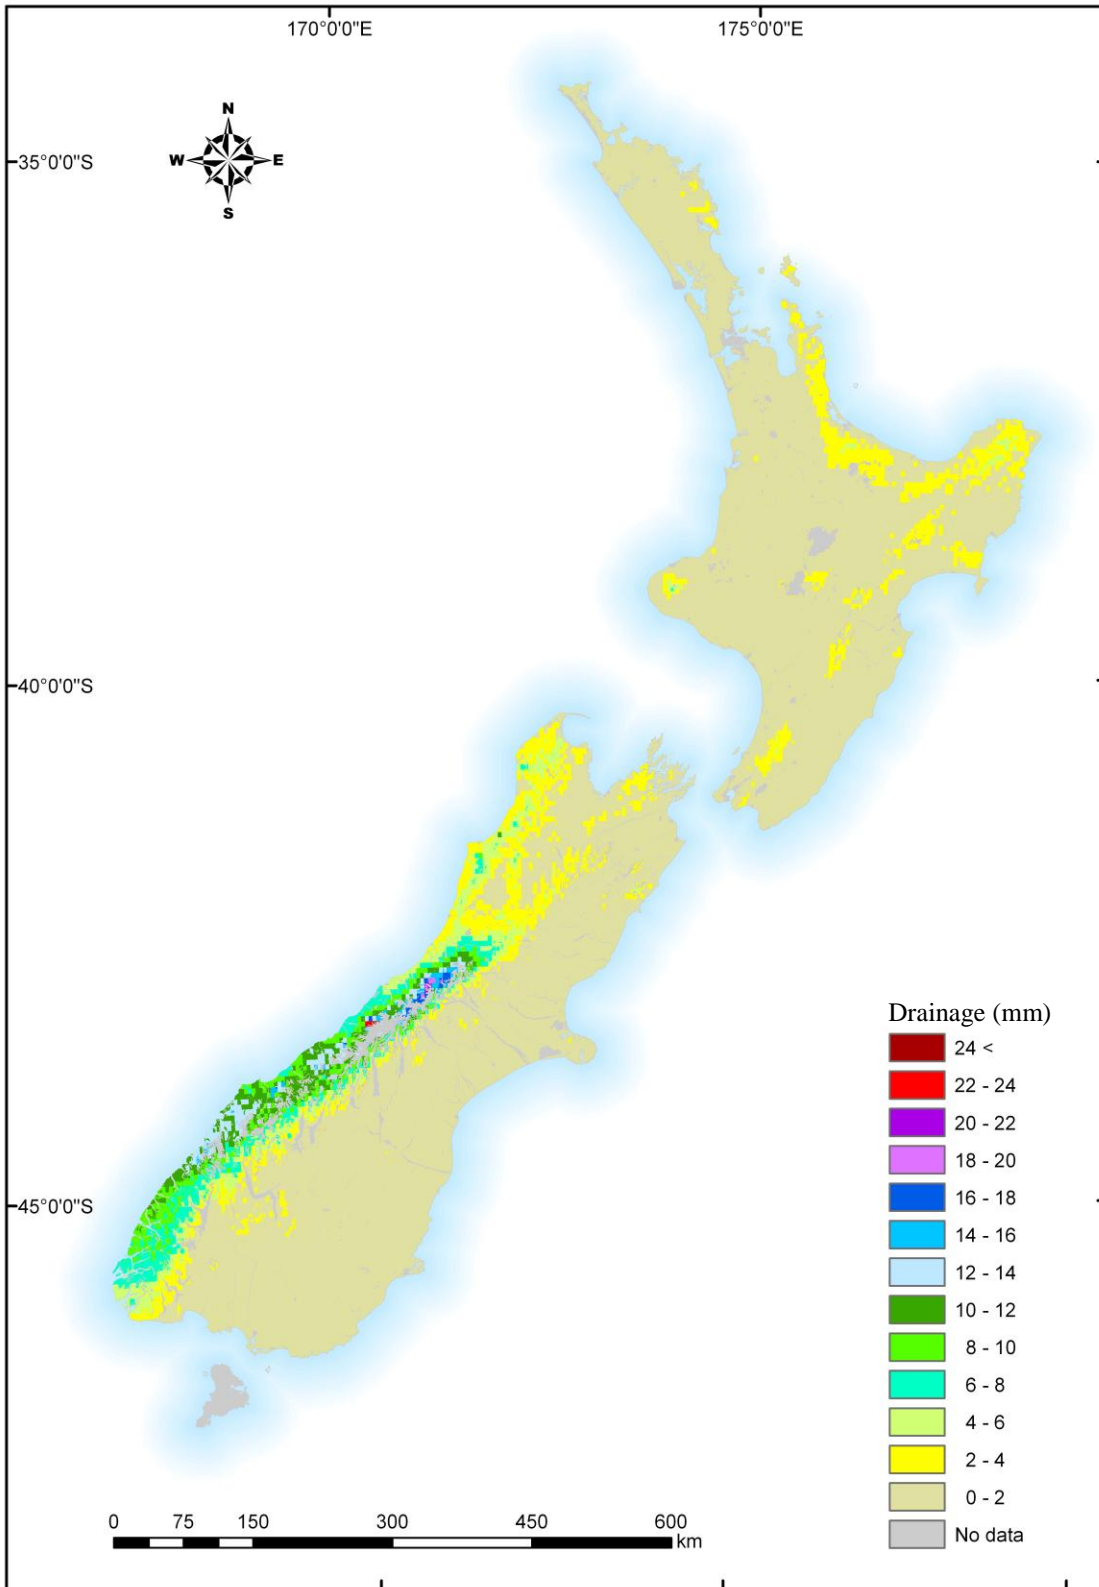 170°0'0"E
175°0'0"E
N
W
E
S
35°0'0"S
40°0'0"S
45°0'0"S
Drainage (mm)
24 <
22 - 24
20 - 22
18 - 20
16 - 18
14 - 16
12 - 14
10 - 12
8 - 10
6 - 8
4 - 6
2 - 4
0 - 2
No data
0 75 150 300 450 600
km